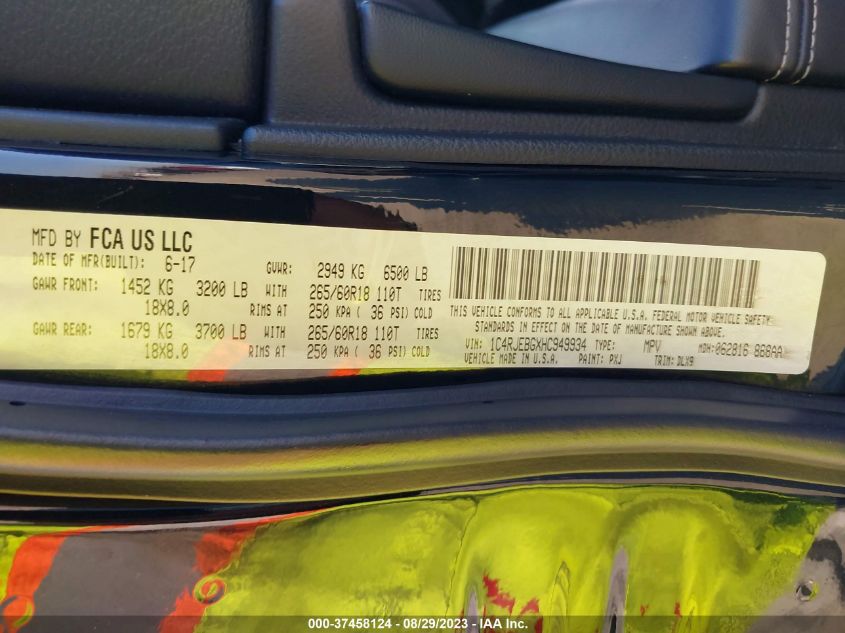 MFD BY FCA US LLC
DATE OF MFR(BUILT): 6-17 GVWR: 2949 KG 6500 LB
GAWR FRONT: 1452 KG 3200 LB WITH 265/60R18 110T TIRES
18X8.0 RIMS AT 250 KPA ( 36 PSI) COLD
GAWR REAR: 1679 KG 3700 LB WITH 265/60R18 110T TIRES
18X8.0 RIMS AT 250 KPA ( 36 PSI) COLD
THIS VEHICLE CONFORMS TO ALL APPLICABLE U.S.A. FEDERAL MOTOR VEHICLE SAFETY
STANDARDS IN EFFECT ON THE DATE OF MANUFACTURE SHOWN ABOVE.
VIN: 1C4RJEBGXHC949934 TYPE: MPV MDH:062816 868AA
MADE IN U.S.A. PAINT: PXJ TRIM: DLX9
000-37458124 - 08/29/2023 - IAA Inc.